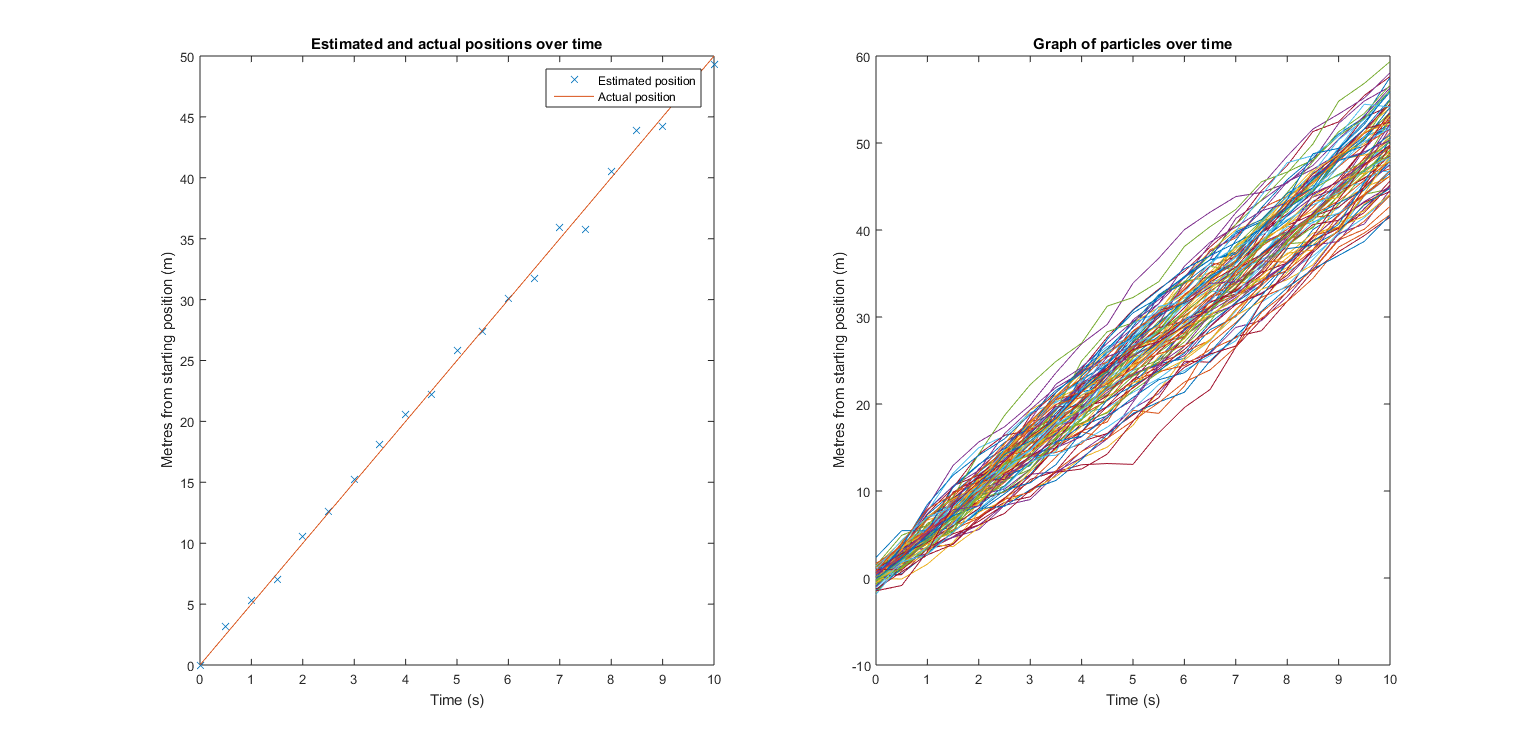 Estimated and actual positions over time
Estimated position
Actual position
50
45
40
35
30
25
20
15
10
5
0
Metres from starting position (m)
0 1 2 3 4 5 6 7 8 9 10
Time (s)
Graph of particles over time
60
50
40
30
20
10
0
-10
Metres from starting position (m)
0 1 2 3 4 5 6 7 8 9 10
Time (s)